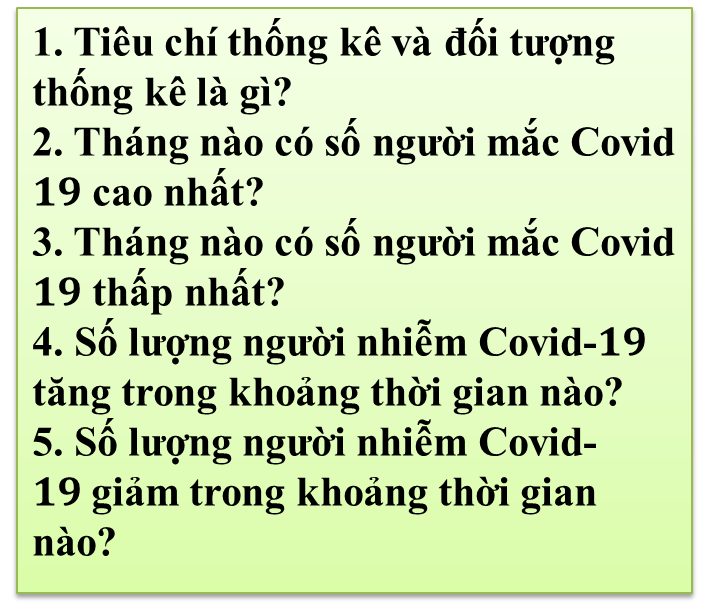 1. Tiêu chí thống kê và đối tượng
thống kê là gì?
2. Tháng nào có số người mắc Covid
19 cao nhất?
3. Tháng nào có số người mắc Covid
19 thấp nhất?
4. Số lượng người nhiễm Covid-19
tăng trong khoảng thời gian nào?
5. Số lượng người nhiễm Covid-
19 giảm trong khoảng thời gian
nào?